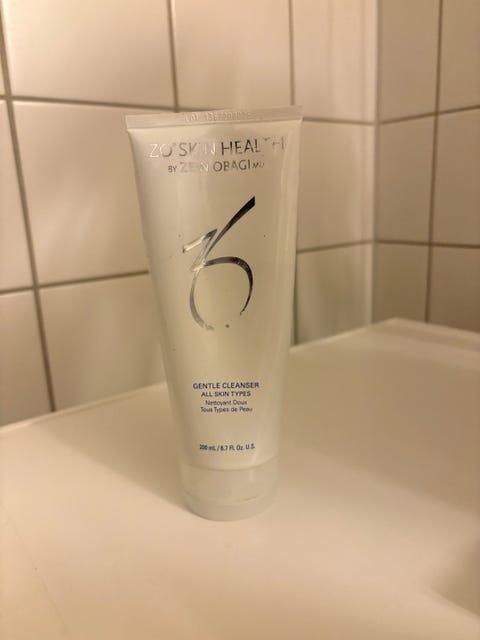 ZO® SKIN HEALTH
BY ZEIN OBAGI MD
GENTLE CLEANSER
ALL SKIN TYPES
Nettoyant Doux
Tous Types de Peau
200 mL / 6.7 Fl. Oz. U.S.